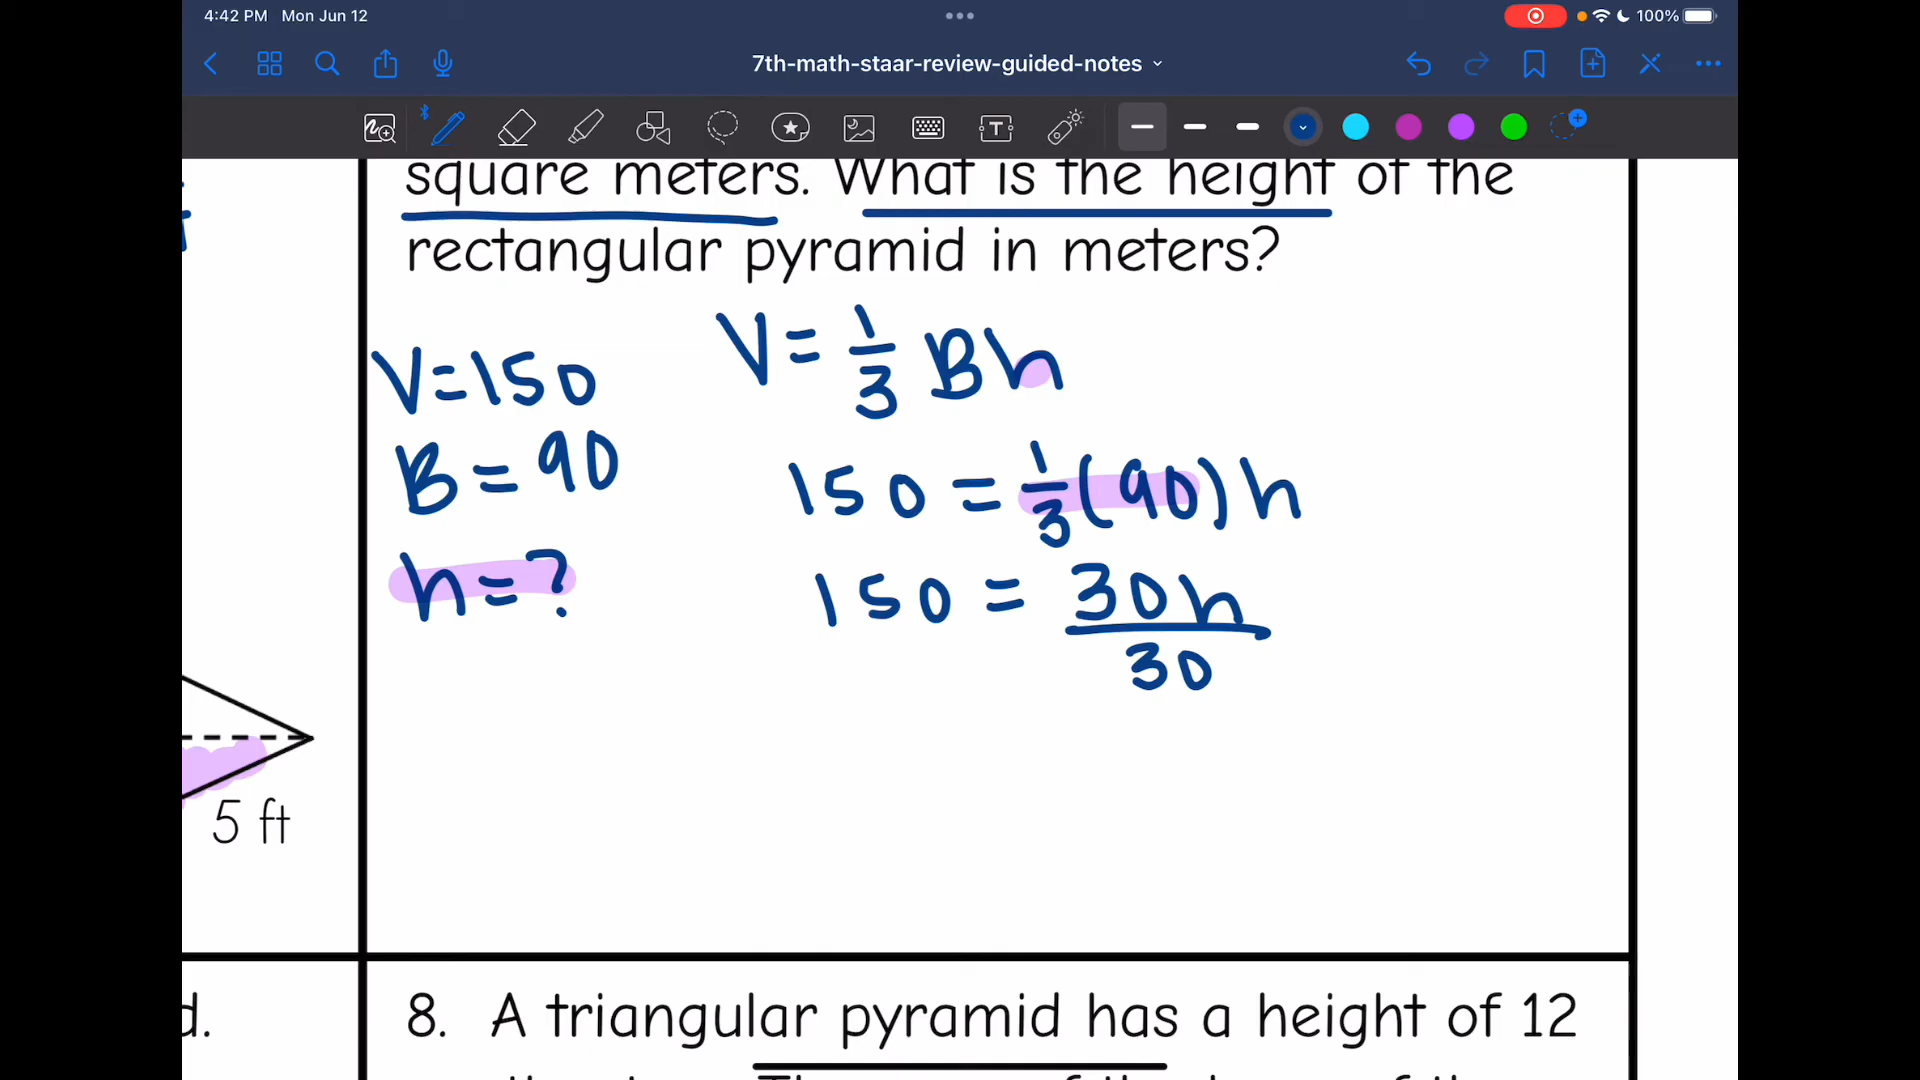 4:42 PM Mon Jun 12
100%
7th-math-staar-review-guided-notes
T
square meters. What is the height of the
rectangular pyramid in meters?
V=150
B=90
h=?
V=1/3 Bh
150=1/3(90)h
150=30h
30
5 ft
d.
8. A triangular pyramid has a height of 12